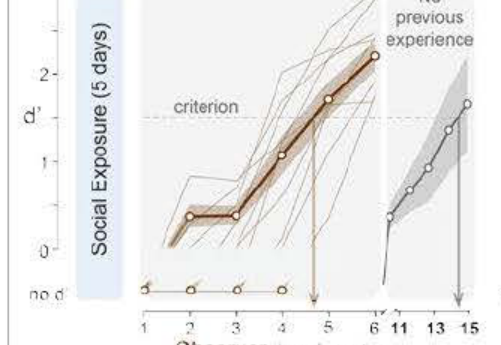 previous
experience
Social Exposure (5 days)
d'
criterion
2
1
0
no d'
1 2 3 4 5 6 11 13 15